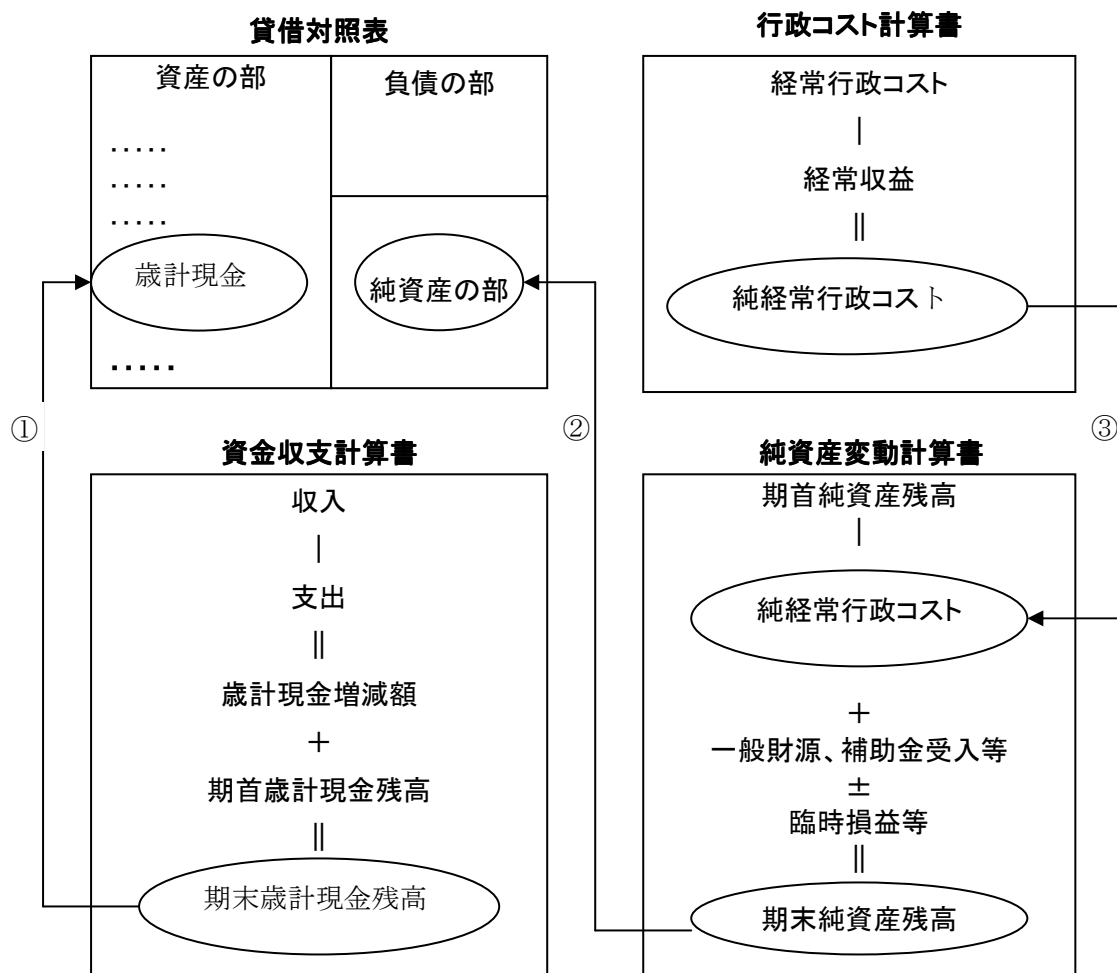 貸借対照表
資産の部
負債の部
‥‥‥
‥‥‥
‥‥‥
歳計現金
純資産の部
‥‥‥
行政コスト計算書
経常行政コスト
|
経常収益
||
純経常行政コスト
①
②
③
資金収支計算書
収入
|
支出
||
歳計現金増減額
+
期首歳計現金残高
||
期末歳計現金残高
純資産変動計算書
期首純資産残高
|
純経常行政コスト
+
一般財源、補助金受入等
±
臨時損益等
||
期末純資産残高